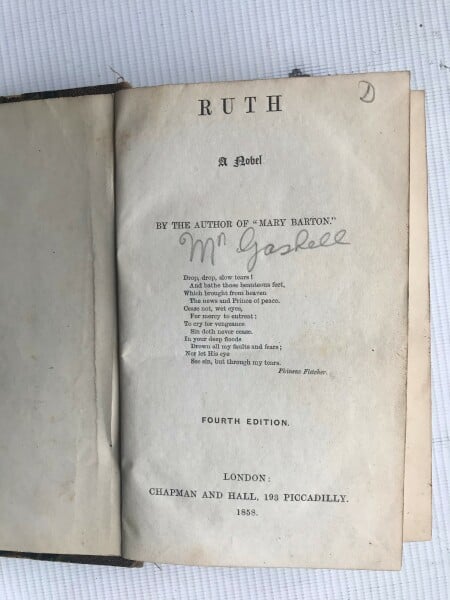 D
RUTH
A Novel
BY THE AUTHOR OF "MARY BARTON."
Mrs Gaskell
Drop, drop, slow tears!
And bathe those beauteous feet,
Which brought from heaven
The news and Prince of peace.
Cease not, wet eyes,
For mercy to entreat:
To cry for vengeance
Sin doth never cease.
In your deep floods
Drown all my faults and fears;
Nor let His eye
See sin, but through my tears.
Phineas Fletcher.
FOURTH EDITION.
LONDON:
CHAPMAN AND HALL, 193 PICCADILLY.
1858.